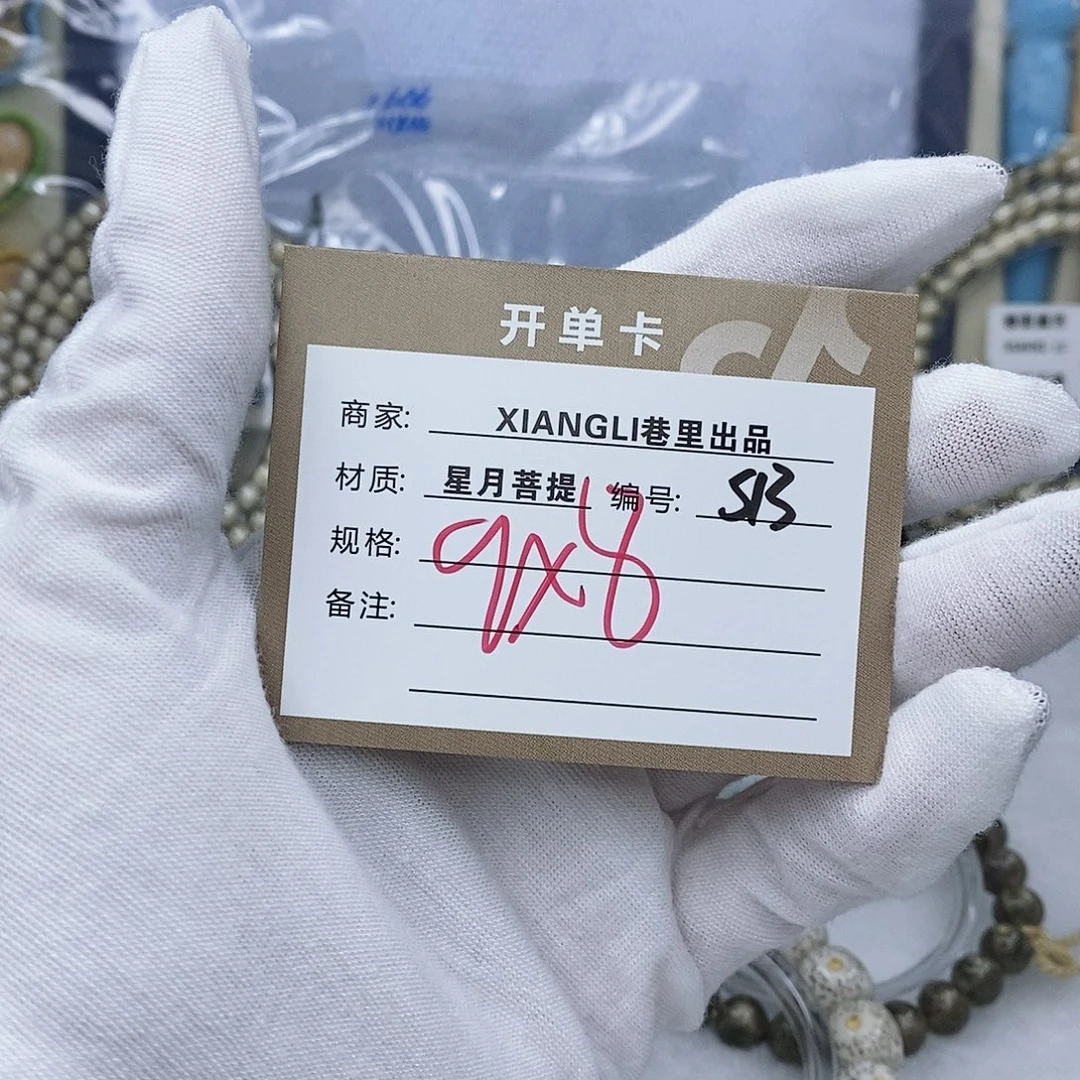 开单卡
商家: XIANGLI巷里出品
材质: 星月菩提 编号: S13
规格: 9x8
备注: